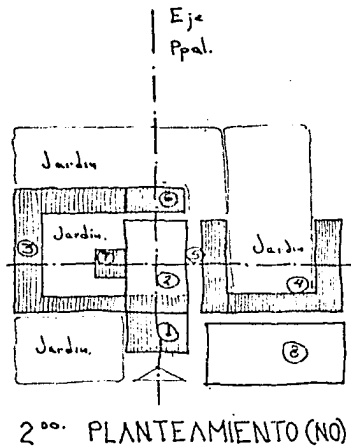 Eje
Ppal.
Jardin
6
3
Jardin.
7
5
Jardin
2
4
1
Jardin.
8
2°°. PLANTEAMIENTO (NO)